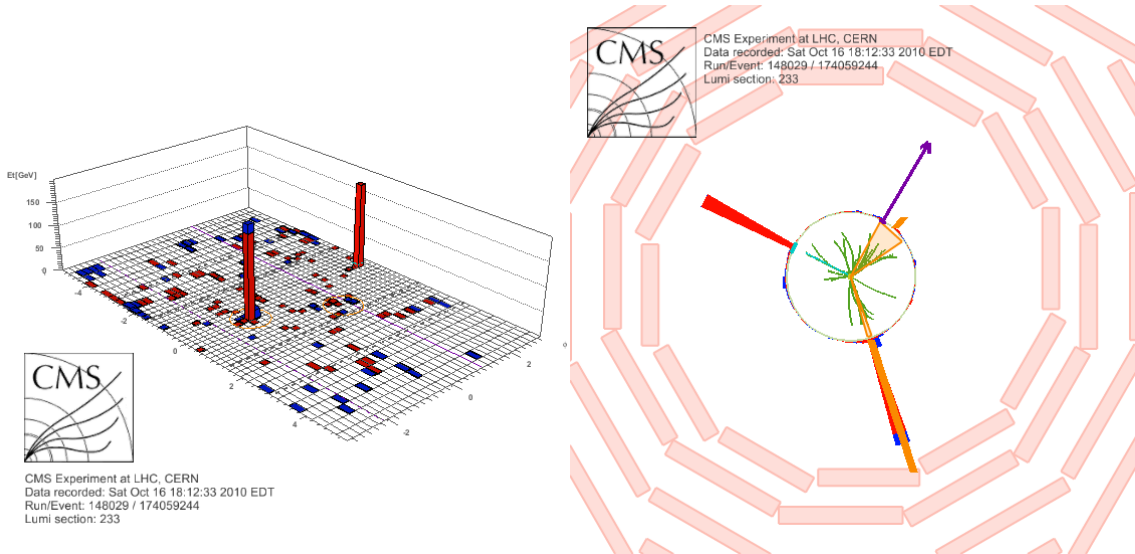 Et[GeV]
150
100
50
0
-4
-2
0
2
4
-2
0
2
0
CMS
CMS Experiment at LHC, CERN
Data recorded: Sat Oct 16 18:12:33 2010 EDT
Run/Event: 148029 / 174059244
Lumi section: 233
CMS
CMS Experiment at LHC, CERN
Data recorded: Sat Oct 16 18:12:33 2010 EDT
Run/Event: 148029 / 174059244
Lumi section: 233